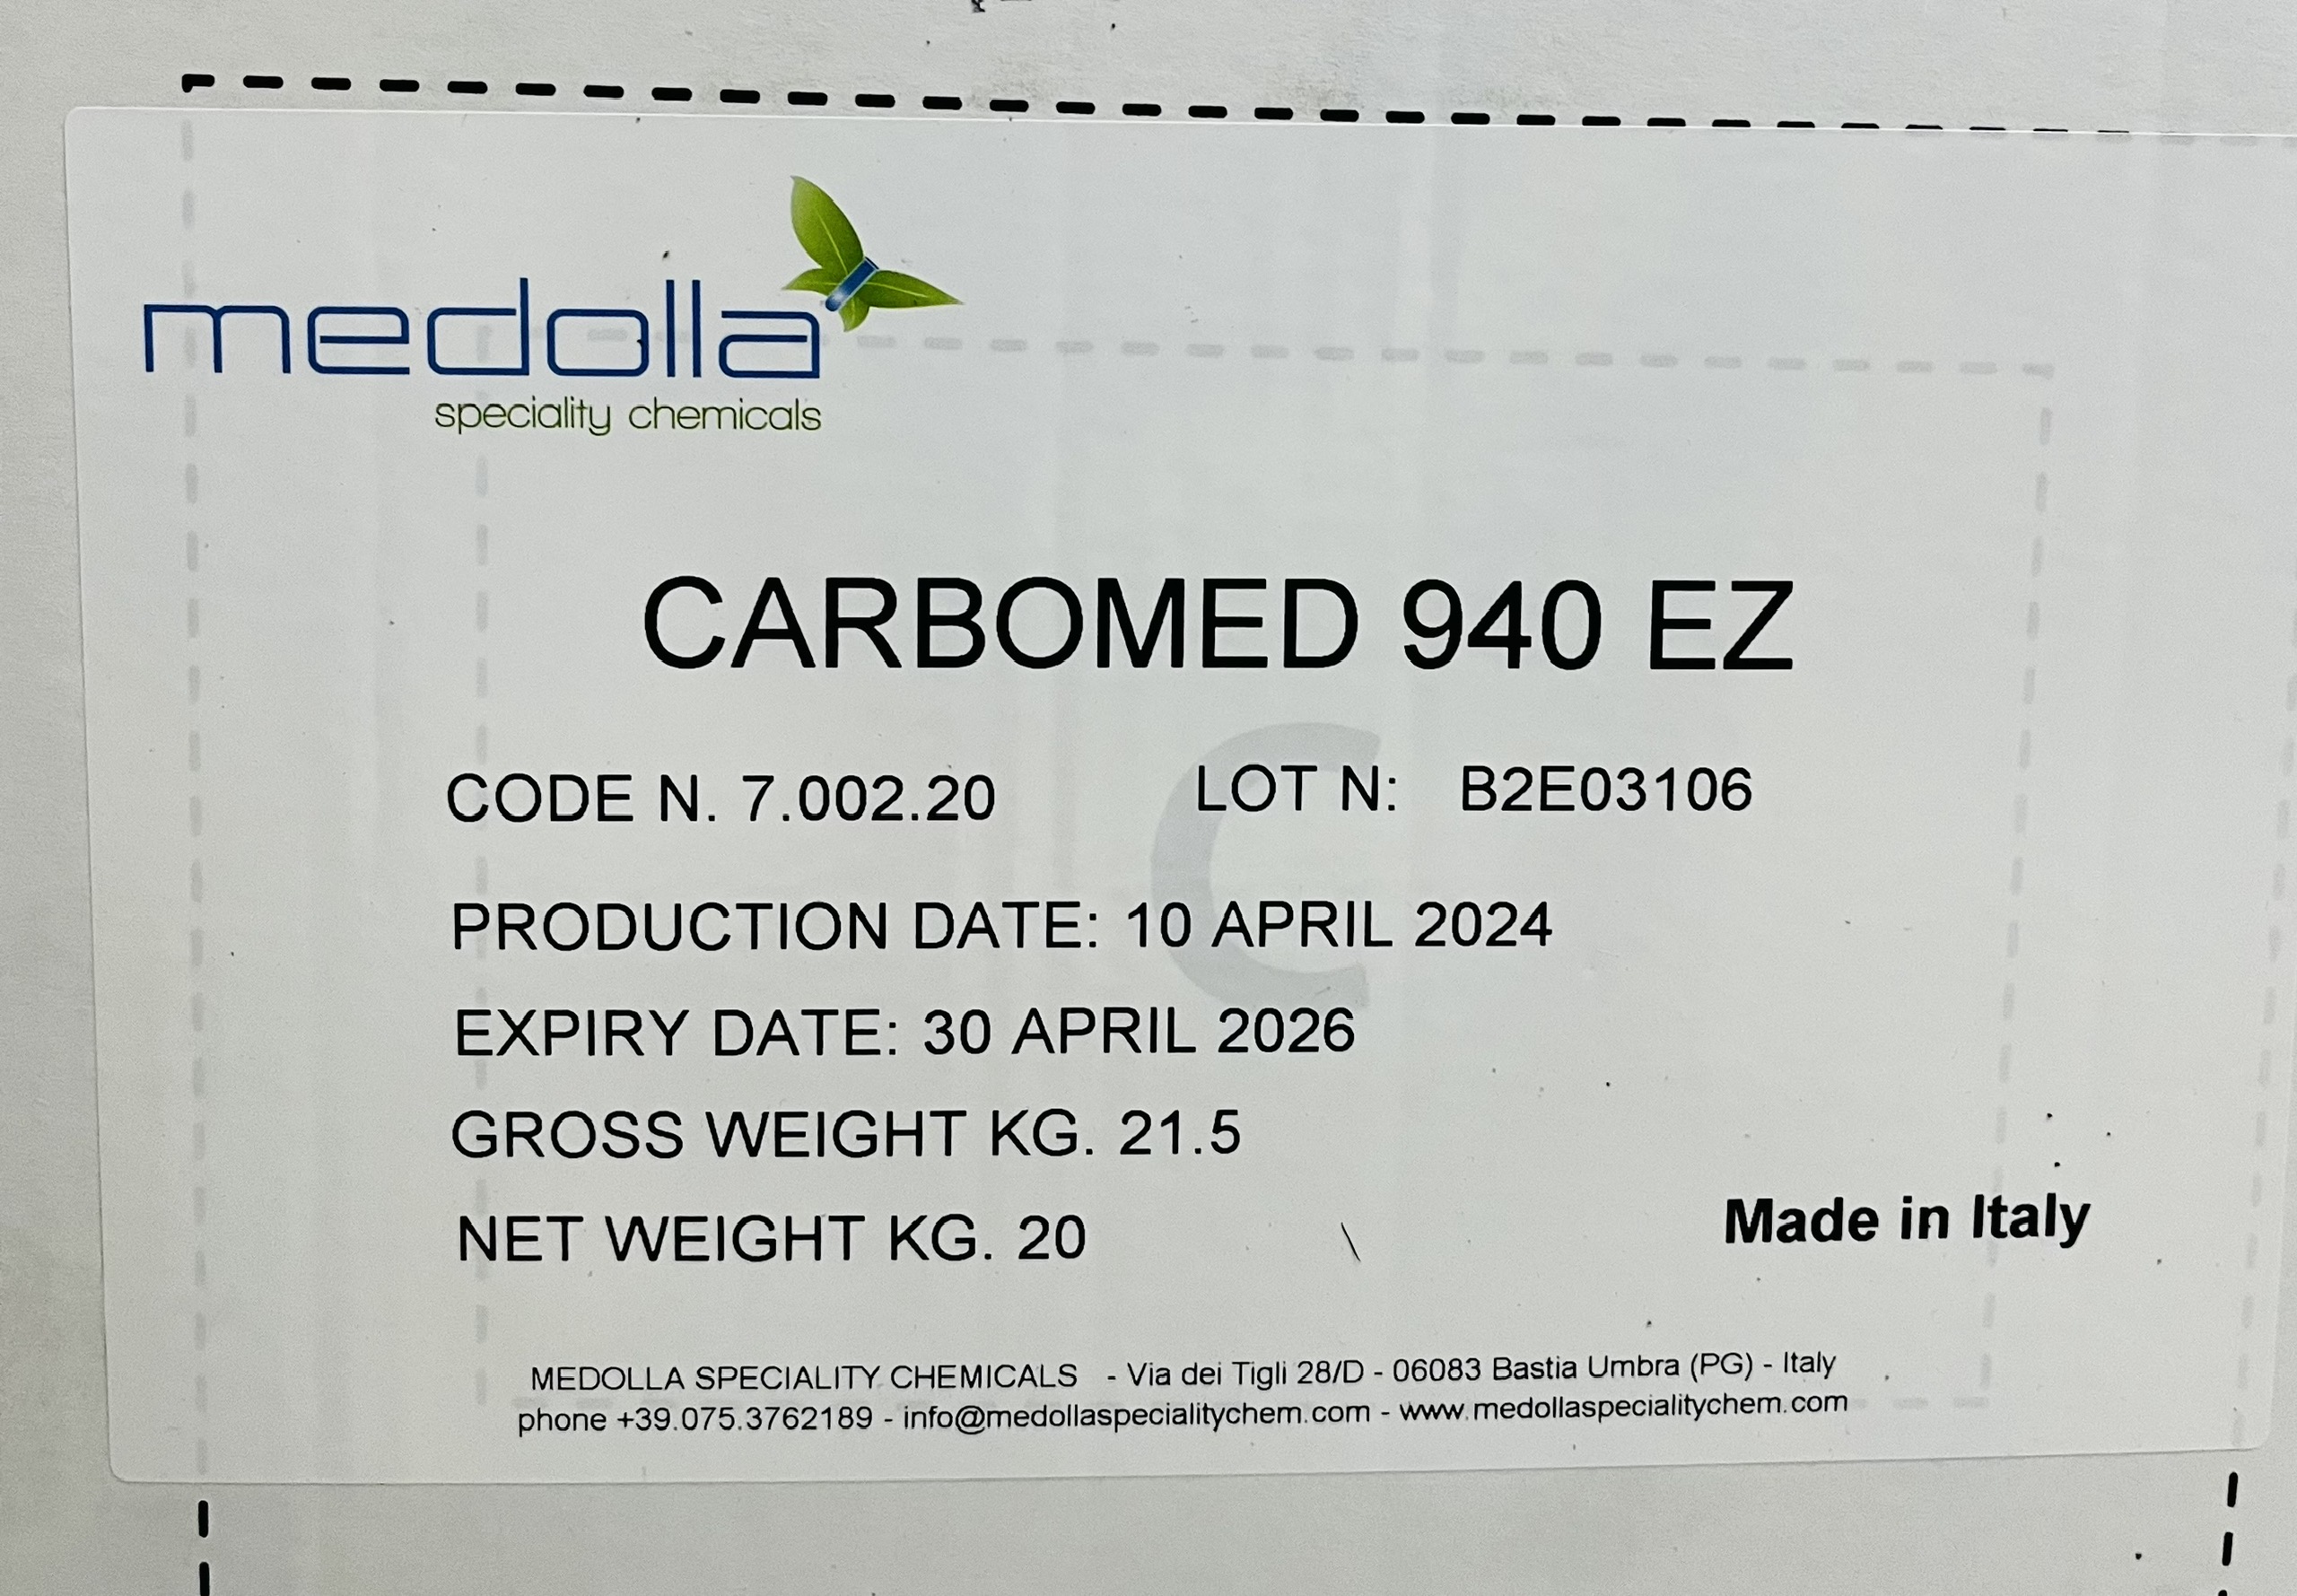 medolla
speciality chemicals
CARBOMED 940 EZ
CODE N. 7.002.20 LOT N: B2E03106
PRODUCTION DATE: 10 APRIL 2024
EXPIRY DATE: 30 APRIL 2026
GROSS WEIGHT KG. 21.5
NET WEIGHT KG. 20
Made in Italy
MEDOLLA SPECIALITY CHEMICALS - Via dei Tigli 28/D - 06083 Bastia Umbra (PG) - Italy
phone +39.075.3762189 - info@medollaspecialitychem.com - www.medollaspecialitychem.com